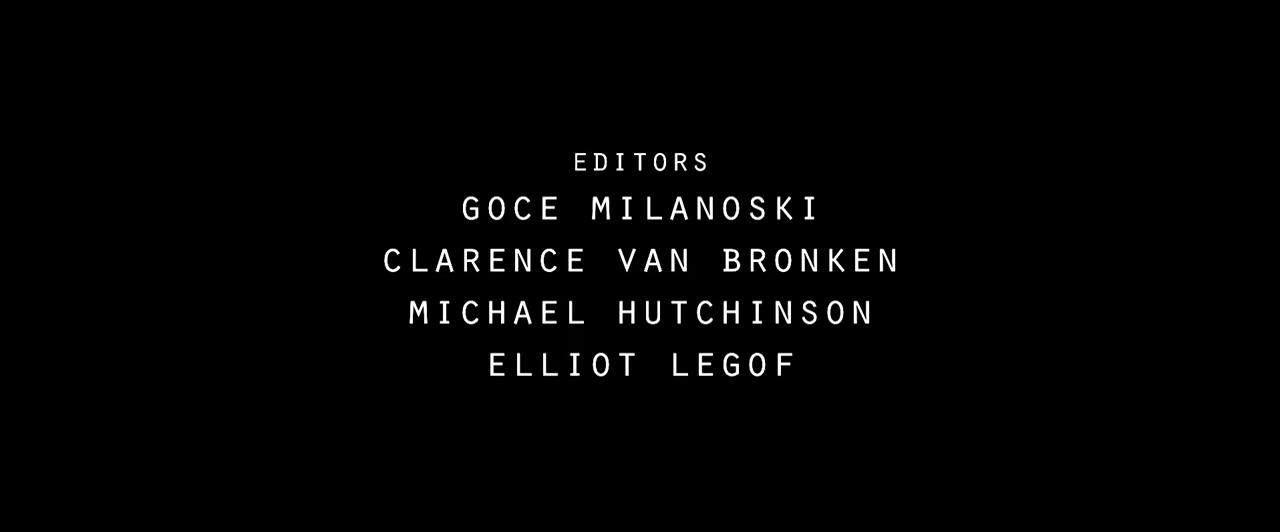 EDITORS
GOCE MILANOSKI
CLARENCE VAN BRONKEN
MICHAEL HUTCHINSON
ELLIOT LEGOF